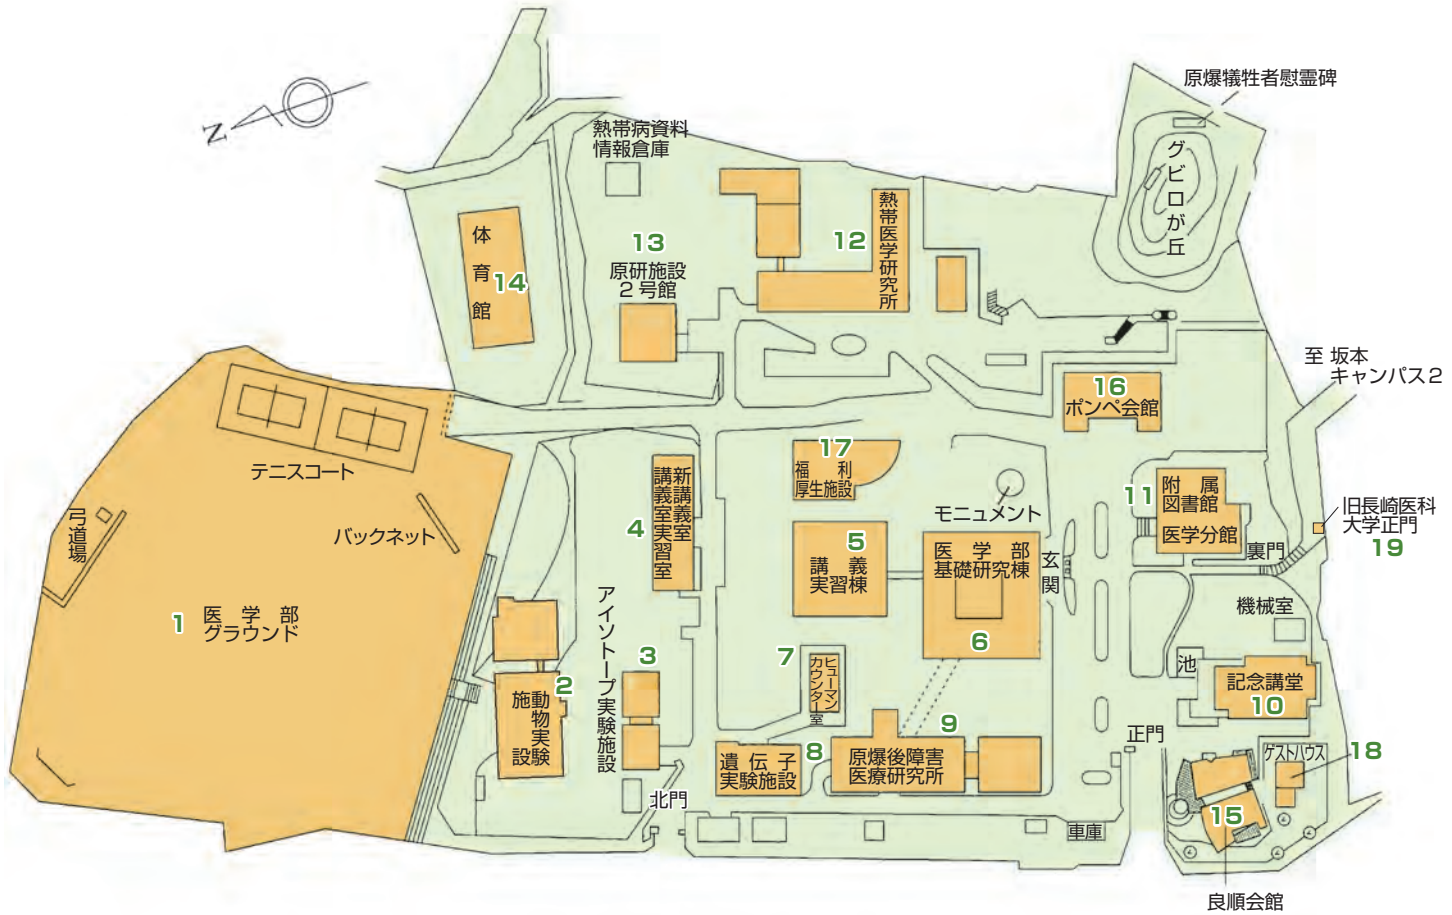 原爆犠牲者慰霊碑
N
熱帯病資料
情報倉庫
グビロが丘
熱帯医学研究所
12
13
原研施設
2号館
体育館
14
至 坂本
キャンパス2
16
ポンペ会館
テニスコート
17
福利
厚生施設
新講義室
講義室実習室
4
11
附属
図書館
医学分館
旧長崎医科
大学正門
19
モニュメント
弓道場
バックネット
5
講義
実習棟
医学部
基礎研究棟
6
玄関
裏門
機械室
1
医学部
グラウンド
アイソトープ実験施設
3
7
ヒューマン
カウンター室
池
記念講堂
10
2
動物実験
施設
9
正門
8
遺伝子
実験施設
原爆後障害
医療研究所
ゲストハウス
18
北門
15
車庫
良順会館